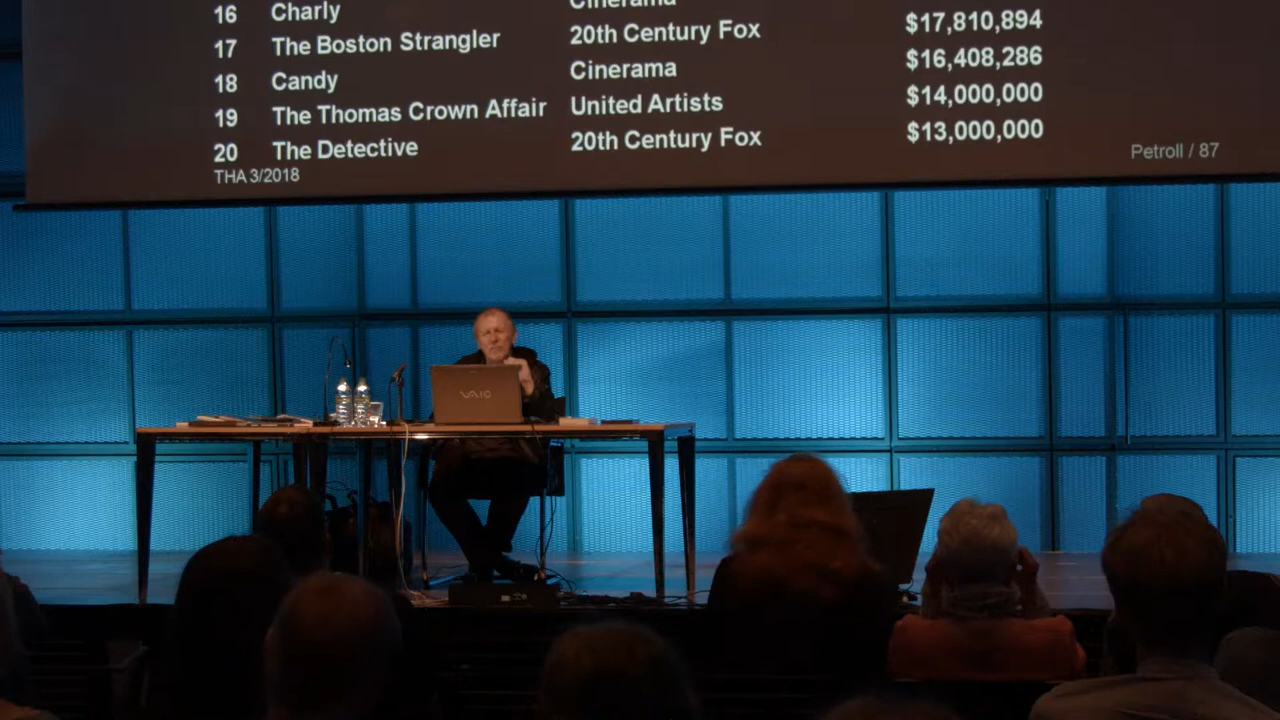 16 Charly Cinerama
17 The Boston Strangler 20th Century Fox $17,810,894
18 Candy Cinerama $16,408,286
19 The Thomas Crown Affair United Artists $14,000,000
20 The Detective 20th Century Fox $13,000,000
THA 3/2018
Petroll / 87
VAIO